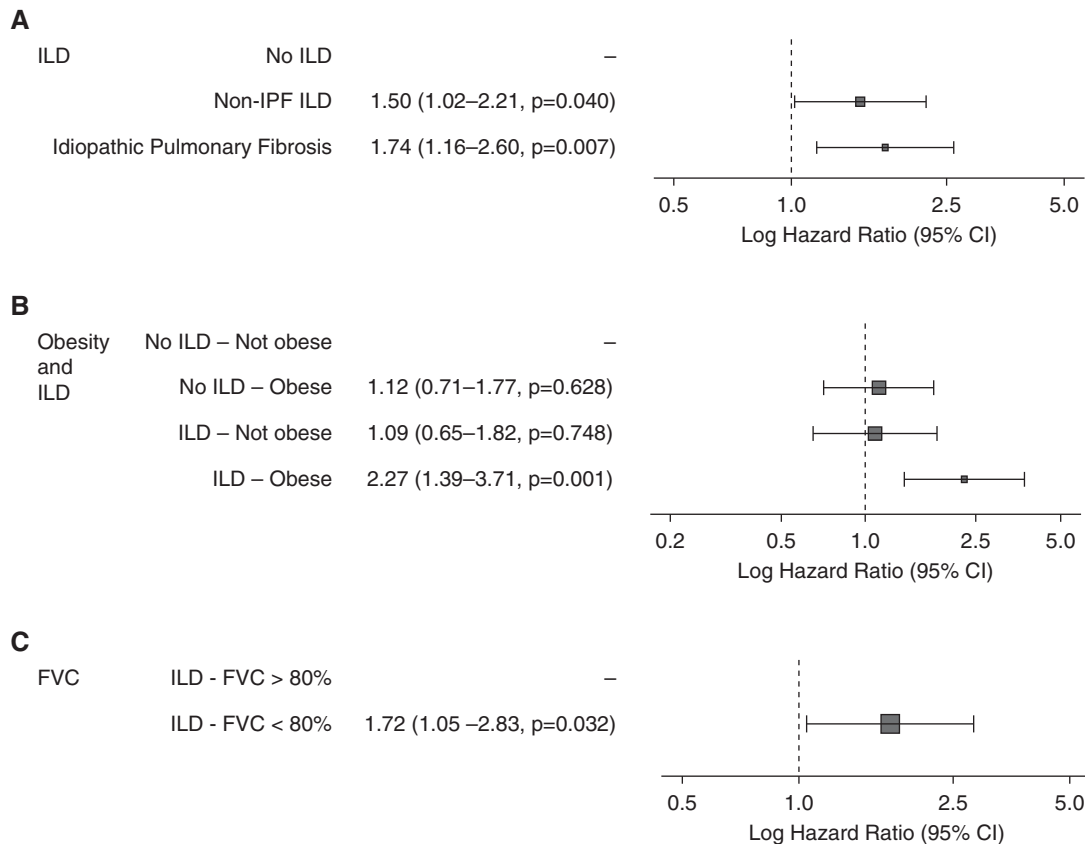 A
ILD No ILD –
Non-IPF ILD 1.50 (1.02–2.21, p=0.040)
Idiopathic Pulmonary Fibrosis 1.74 (1.16–2.60, p=0.007)
0.5 1.0 2.5 5.0
Log Hazard Ratio (95% CI)
B
Obesity and ILD No ILD – Not obese –
No ILD – Obese 1.12 (0.71–1.77, p=0.628)
ILD – Not obese 1.09 (0.65–1.82, p=0.748)
ILD – Obese 2.27 (1.39–3.71, p=0.001)
0.2 0.5 1.0 2.5 5.0
Log Hazard Ratio (95% CI)
C
FVC ILD - FVC > 80% –
ILD - FVC < 80% 1.72 (1.05 –2.83, p=0.032)
0.5 1.0 2.5 5.0
Log Hazard Ratio (95% CI)